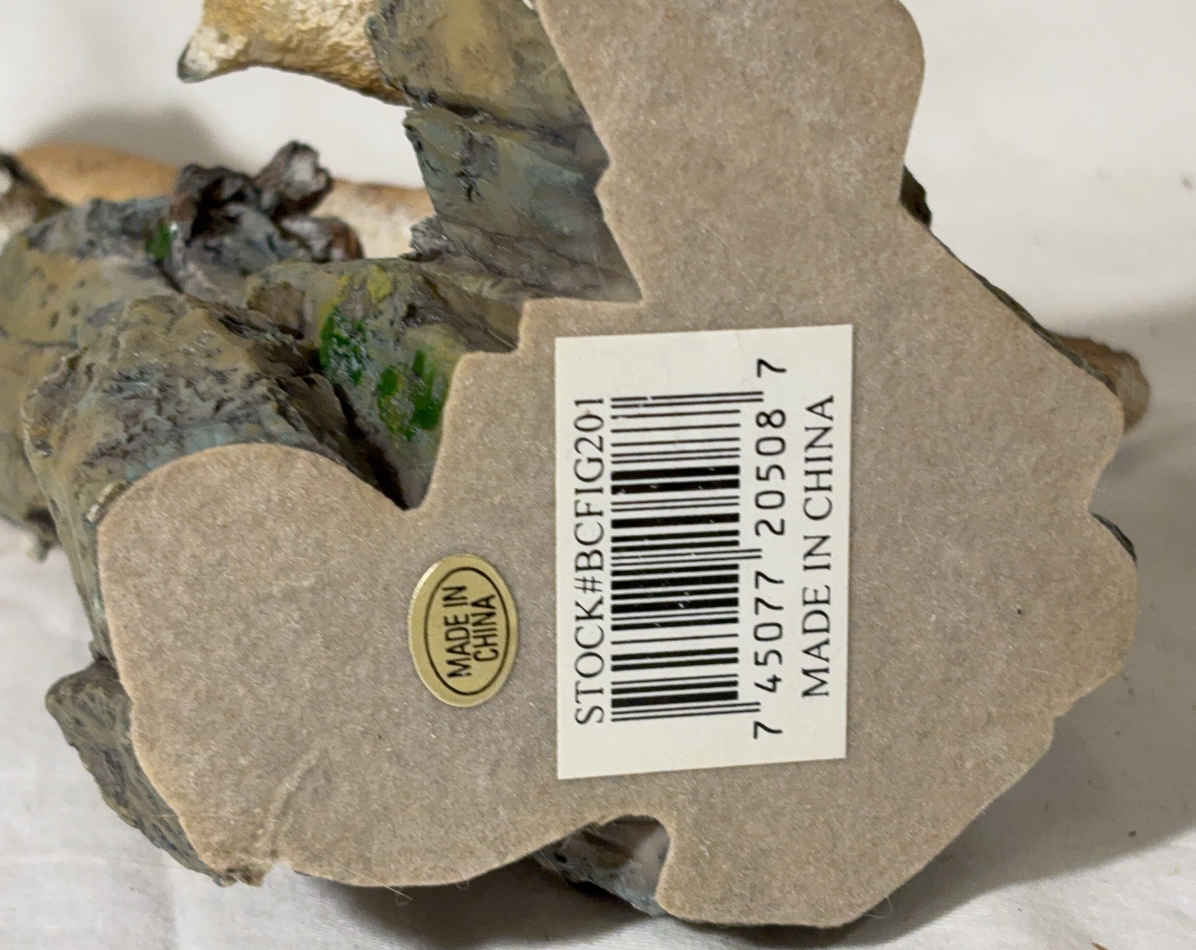 MADE IN
CHINA
STOCK#BCFIG201
7 45077 20508 7
MADE IN CHINA